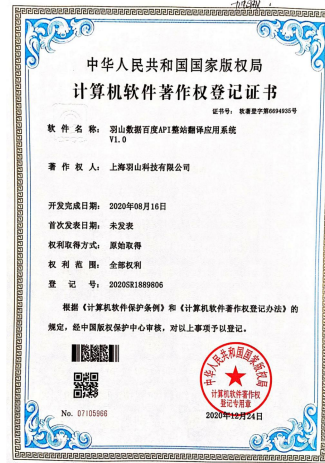 中华人民共和国国家版权局
计算机软件著作权登记证书
证书号： 软著登字第6694935号
软 件 名 称： 羽山数据百度API整站翻译应用系统
V1.0
著 作 权 人： 上海羽山科技有限公司
开发完成日期： 2020年08月16日
首次发表日期： 未发表
权利取得方式： 原始取得
权 利 范 围： 全部权利
登 记 号： 2020SR1889806
根据《计算机软件保护条例》和《计算机软件著作权登记办法》的
规定，经中国版权保护中心审核，对以上事项予以登记。
中华人民共和国国家版权局
计算机软件著作权
登记专用章
No. 07105966
2020年12月24日